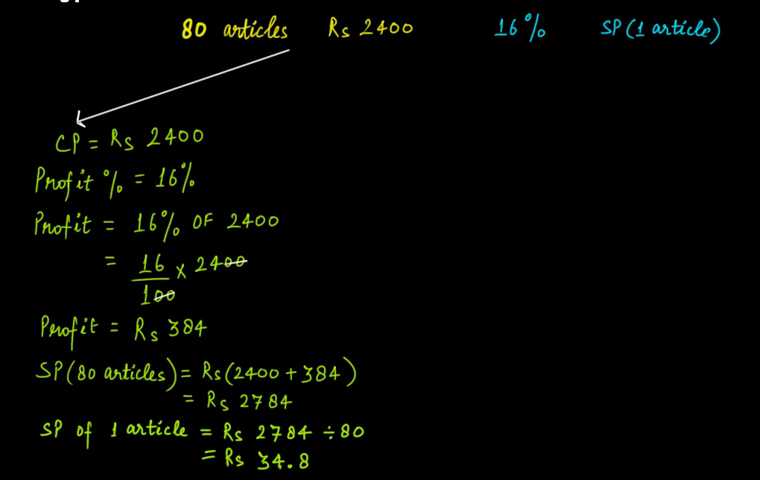 80 articles Rs 2400 16% SP (1 article)
CP = Rs 2400
Profit % = 16%
Profit = 16% OF 2400
= 16/100 × 2400
Profit = Rs 384
SP (80 articles) = Rs (2400 + 384)
= Rs 2784
SP of 1 article = Rs 2784 ÷ 80
= Rs 34.8